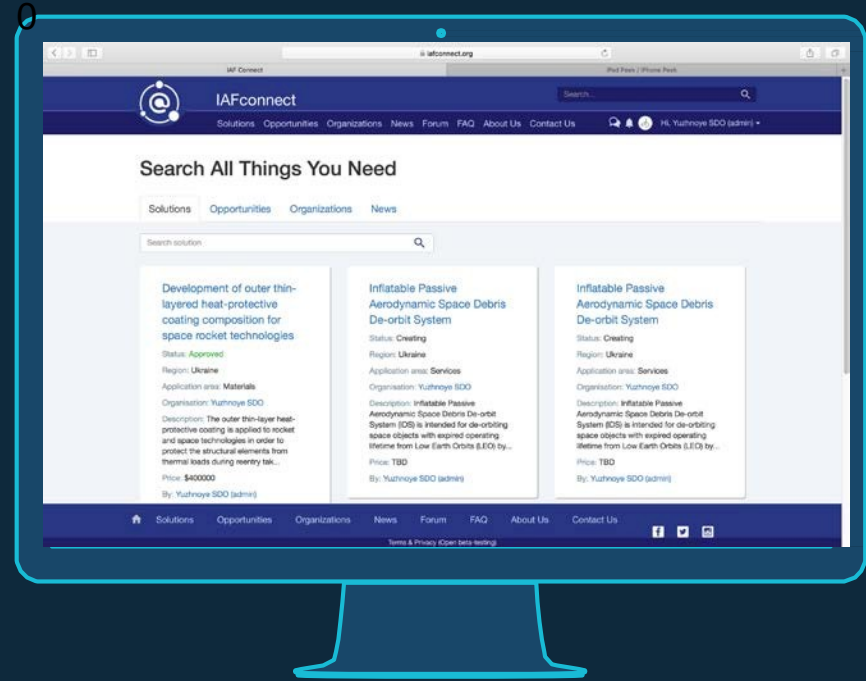 0
iafconnect.org
IAF Connect
iPad Peek / iPhone Peek
IAFconnect
Search...
Solutions Opportunities Organizations News Forum FAQ About Us Contact Us
Hi, Yuzhnoye SDO (admin)
Search All Things You Need
Solutions Opportunities Organizations News
Search solution
Development of outer thin-
layered heat-protective
coating composition for
space rocket technologies
Status: Approved
Region: Ukraine
Application area: Materials
Organisation: Yuzhnoye SDO
Description: The outer thin-layer heat-
protective coating is applied to rocket
and space technologies in order to
protect the structural elements from
thermal loads during reentry tak...
Price: $400000
By: Yuzhnoye SDO (admin)
Inflatable Passive
Aerodynamic Space Debris
De-orbit System
Status: Creating
Region: Ukraine
Application area: Services
Organisation: Yuzhnoye SDO
Description: Inflatable Passive
Aerodynamic Space Debris De-orbit
System (IDS) is intended for de-orbiting
space objects with expired operating
lifetime from Low Earth Orbits (LEO) by...
Price: TBD
By: Yuzhnoye SDO (admin)
Inflatable Passive
Aerodynamic Space Debris
De-orbit System
Status: Creating
Region: Ukraine
Application area: Services
Organisation: Yuzhnoye SDO
Description: Inflatable Passive
Aerodynamic Space Debris De-orbit
System (IDS) is intended for de-orbiting
space objects with expired operating
lifetime from Low Earth Orbits (LEO) by...
Price: TBD
By: Yuzhnoye SDO (admin)
Solutions Opportunities Organizations News Forum FAQ About Us Contact Us
Terms & Privacy (Open beta-testing)